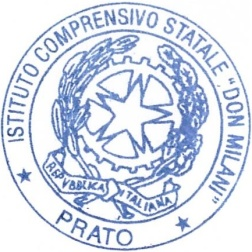 ISTITUTO COMPRENSIVO STATALE "DON MILANI"
REPVBBLICA ITALIANA
PRATO